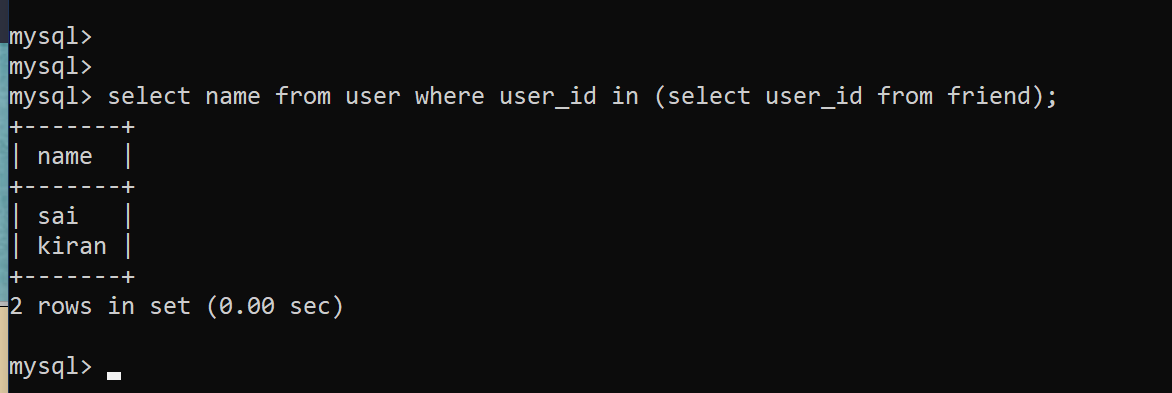 mysql>
mysql>
mysql> select name from user where user_id in (select user_id from friend);
+-------+
| name  |
+-------+
| sai   |
| kiran |
+-------+
2 rows in set (0.00 sec)
mysql>